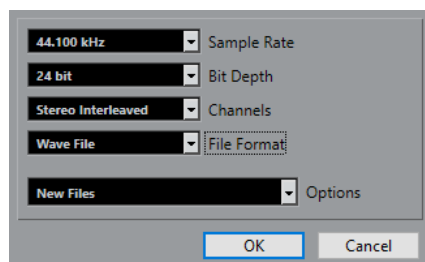 44.100 kHz Sample Rate
24 bit Bit Depth
Stereo Interleaved Channels
Wave File File Format
New Files Options
OK Cancel